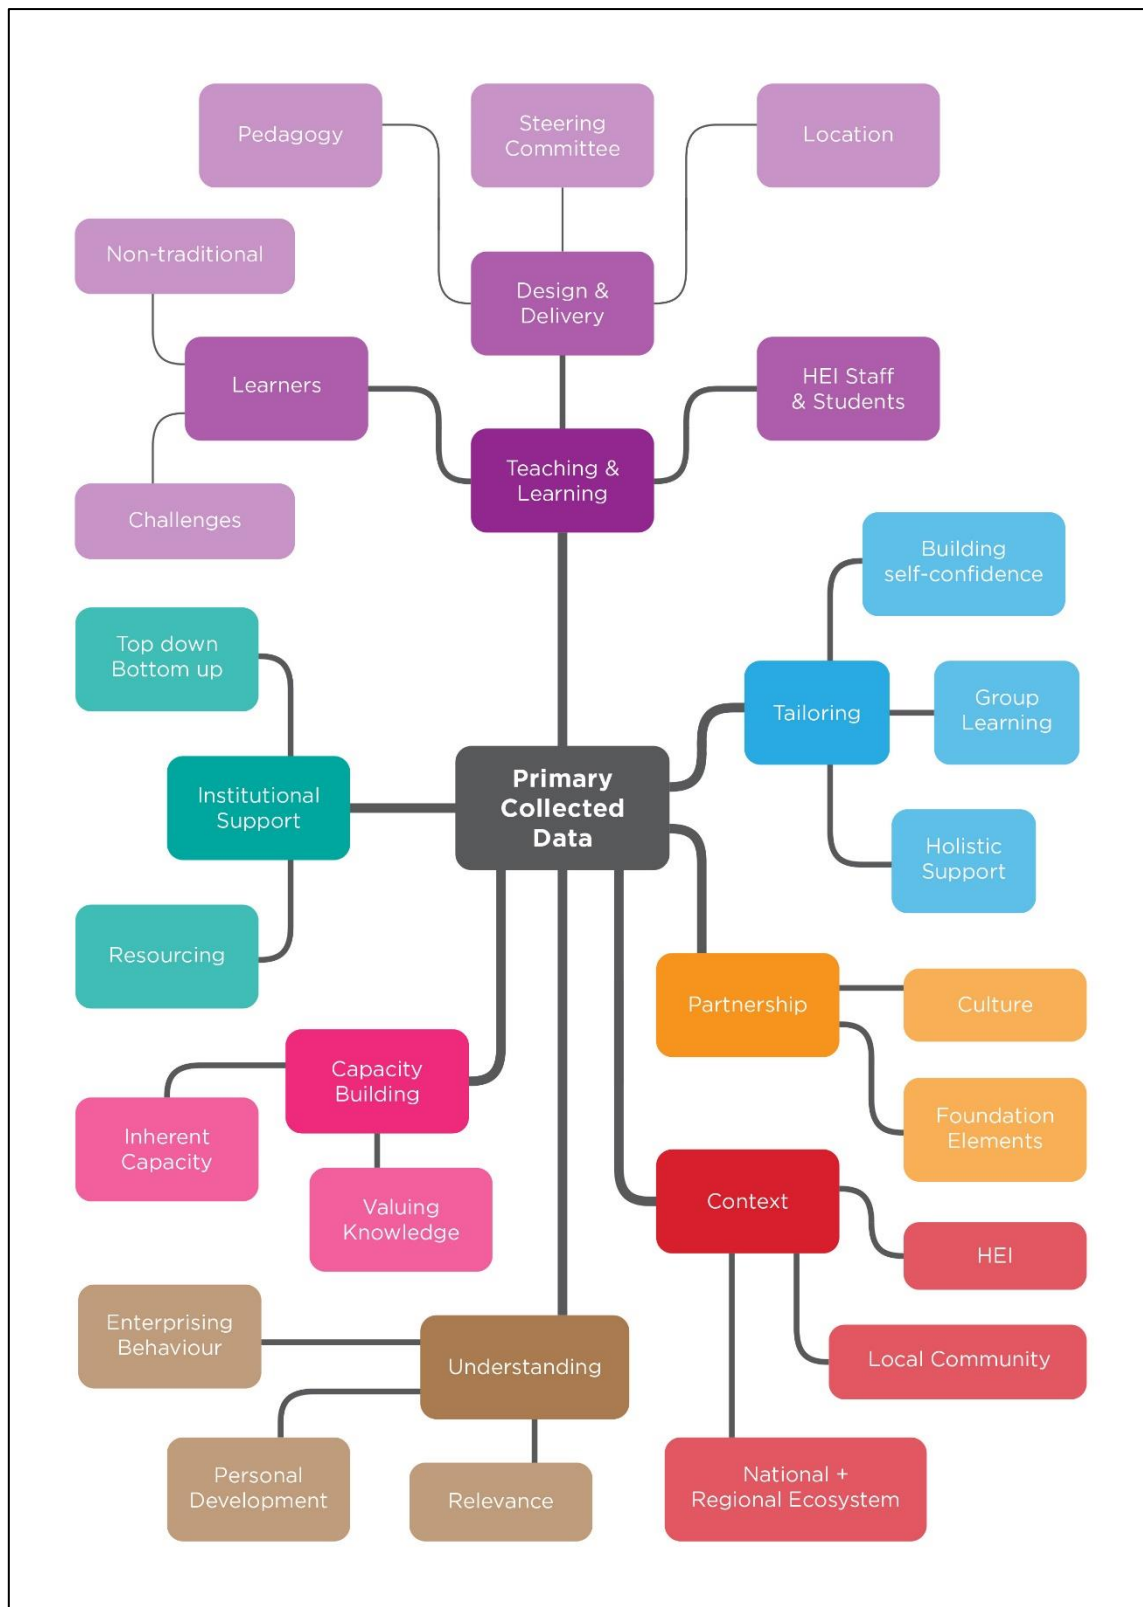 Pedagogy
Steering
Committee
Location
Non-traditional
Design &
Delivery
Learners
HEI Staff
& Students
Teaching &
Learning
Challenges
Building
self-confidence
Top down
Bottom up
Tailoring
Group
Learning
Primary
Collected
Data
Institutional
Support
Holistic
Support
Resourcing
Partnership
Culture
Capacity
Building
Inherent
Capacity
Foundation
Elements
Valuing
Knowledge
Context
HEI
Enterprising
Behaviour
Understanding
Local Community
Personal
Development
Relevance
National +
Regional Ecosystem